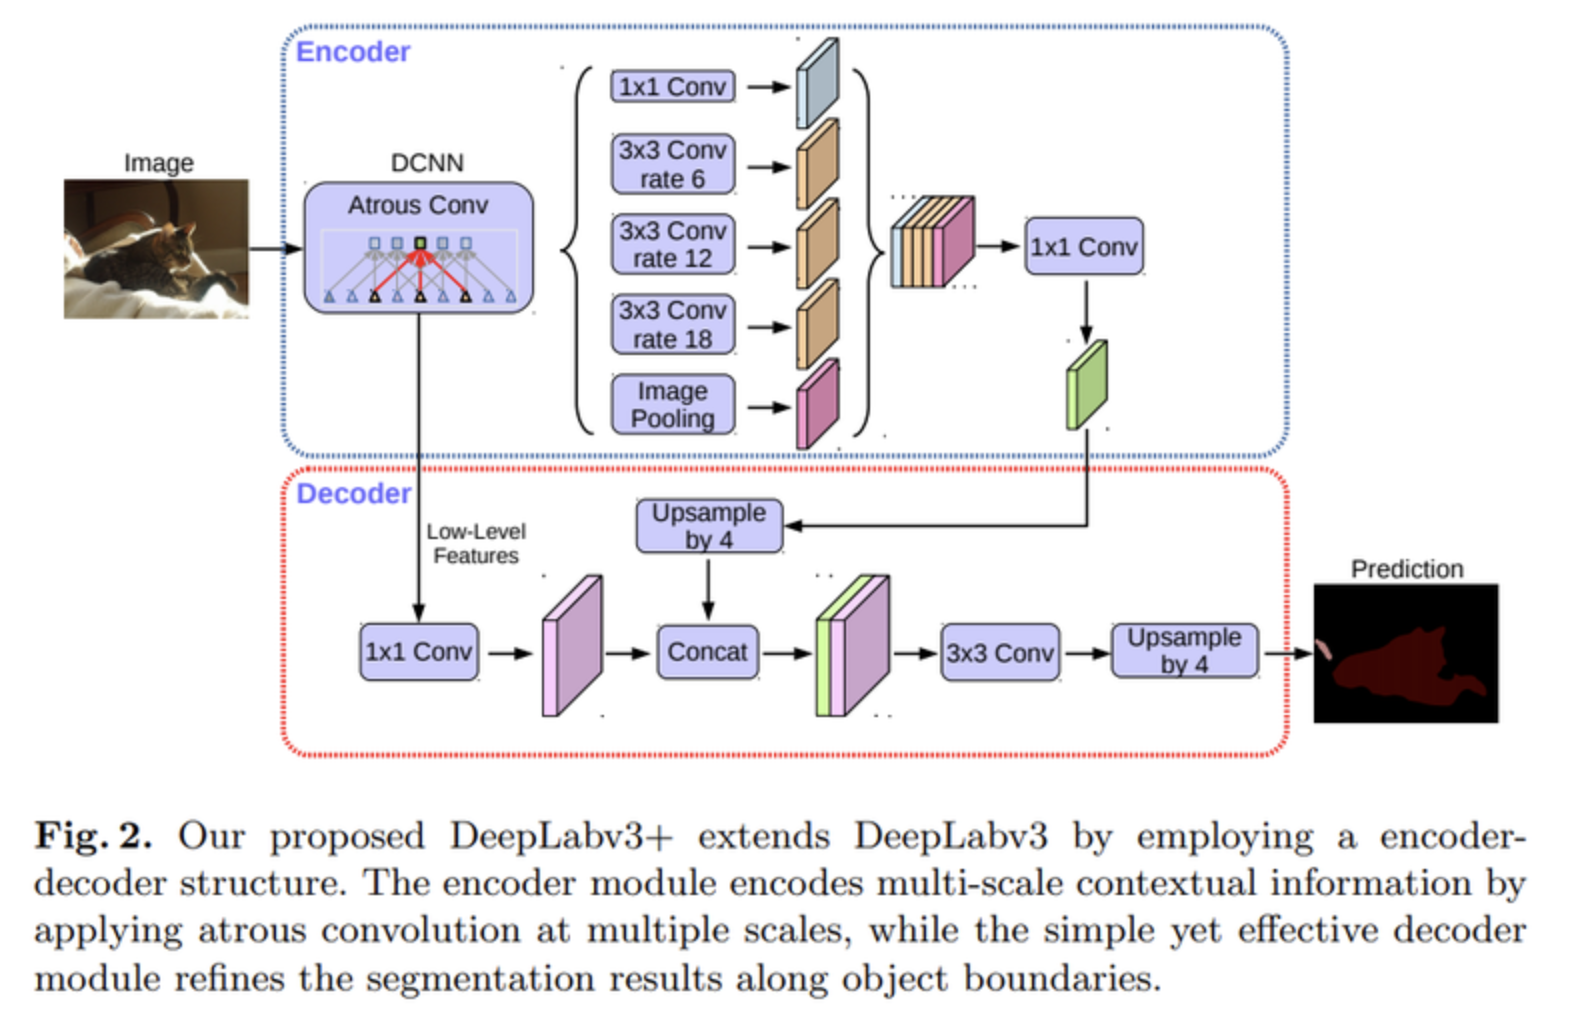 Encoder
Image
DCNN
Atrous Conv
1x1 Conv
3x3 Conv
rate 6
3x3 Conv
rate 12
3x3 Conv
rate 18
Image
Pooling
1x1 Conv
Decoder
Low-Level
Features
Upsample
by 4
1x1 Conv
Concat
3x3 Conv
Upsample
by 4
Prediction
Fig. 2. Our proposed DeepLabv3+ extends DeepLabv3 by employing a encoder-
decoder structure. The encoder module encodes multi-scale contextual information by
applying atrous convolution at multiple scales, while the simple yet effective decoder
module refines the segmentation results along object boundaries.